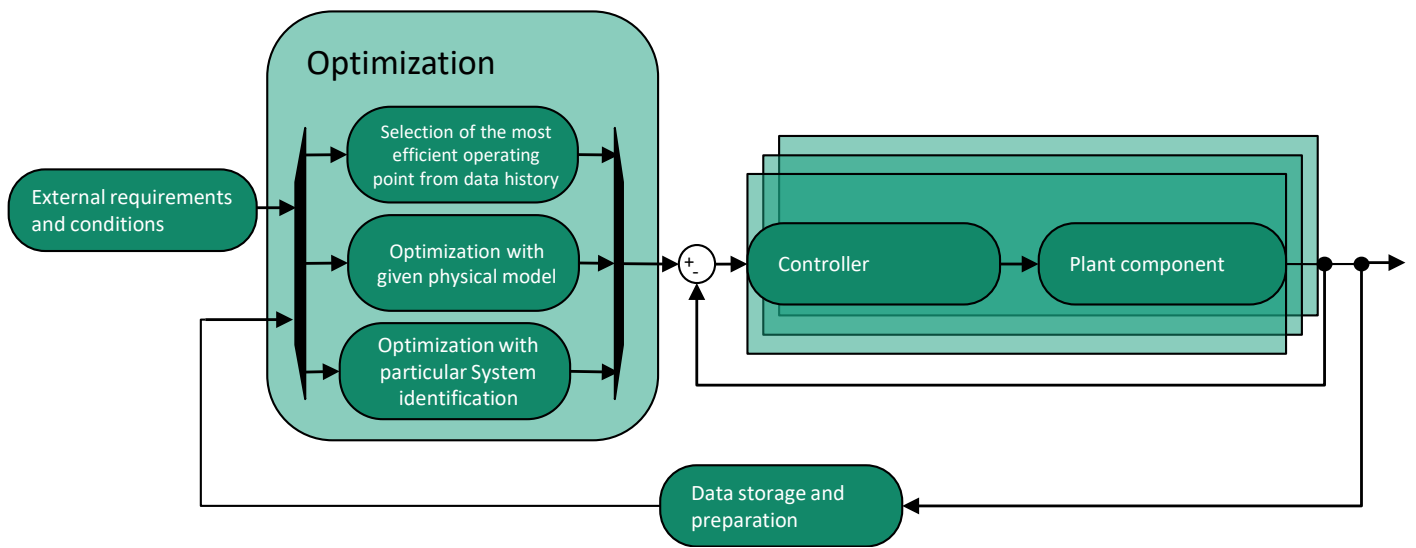 Optimization
Selection of the most
efficient operating
point from data history
External requirements
and conditions
Optimization with
given physical model
+
-
Controller
Plant component
Optimization with
particular System
identification
Data storage and
preparation